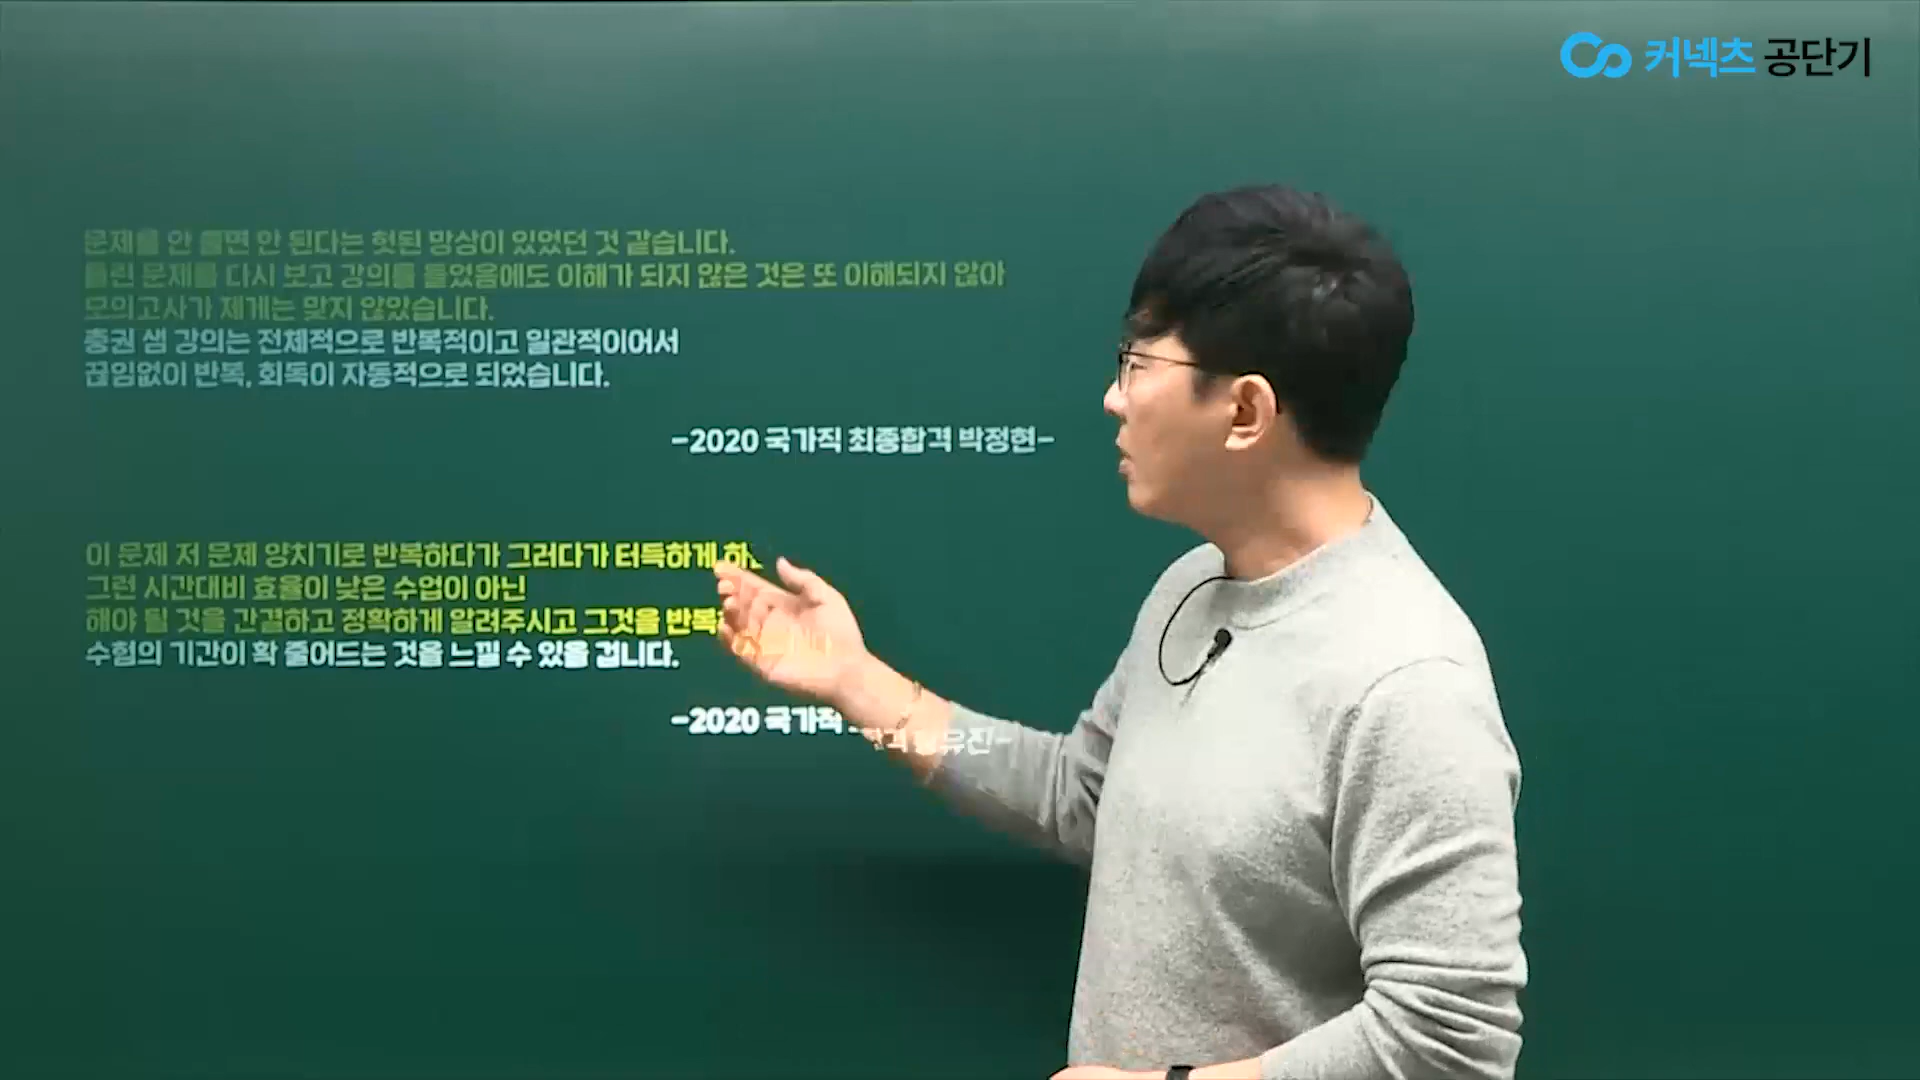 커넥츠 공단기
문제를 안 풀면 안 된다는 헛된 망상이 있었던 것 같습니다.
틀린 문제를 다시 보고 강의를 들었음에도 이해가 되지 않은 것은 또 이해되지 않아
모의고사가 제게는 맞지 않았습니다.
충권 샘 강의는 전체적으로 반복적이고 일관적이어서
끊임없이 반복, 회독이 자동적으로 되었습니다.
-2020 국가직 최종합격 박정현-
이 문제 저 문제 양치기로 반복하다가 그러다가 터득하게
그런 시간대비 효율이 낮은 수업이 아닌
해야 될 것을 간결하고 정확하게 알려주시고 그것을
수험의 기간이 확 줄어드는 것을 느낄 수 있을 겁니다.
-2020 국가직